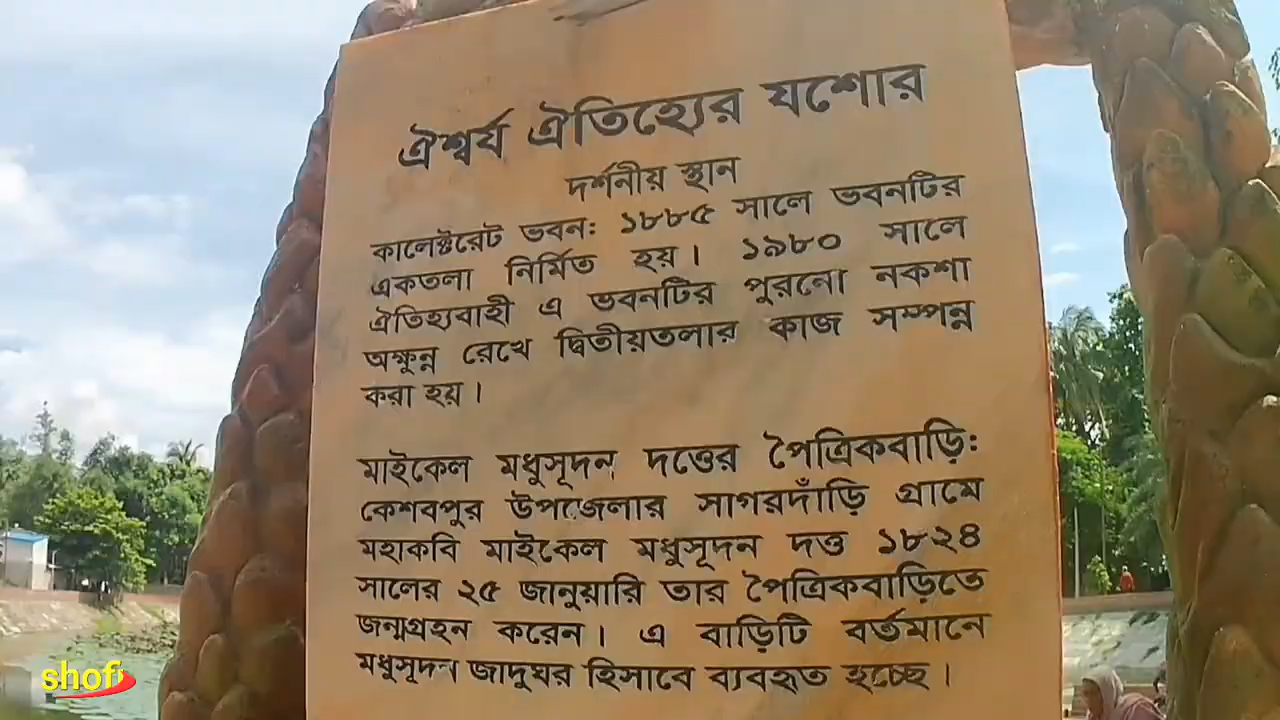 ঐশ্বর্য ঐতিহ্যের যশোর
দর্শনীয় স্থান
কালেক্টরেট ভবন: ১৮৮৫ সালে ভবনটির
একতলা নির্মিত হয়। ১৯৮০ সালে
ঐতিহ্যবাহী এ ভবনটির পুরনো নকশা
অক্ষুন্ন রেখে দ্বিতীয়তলার কাজ সম্পন্ন
করা হয়।
মাইকেল মধুসূদন দত্তের পৈত্রিকবাড়ি:
কেশবপুর উপজেলার সাগরদাঁড়ি গ্রামে
মহাকবি মাইকেল মধুসূদন দত্ত ১৮২৪
সালের ২৫ জানুয়ারি তার পৈত্রিকবাড়িতে
জন্মগ্রহন করেন। এ বাড়িটি বর্তমানে
মধুসূদন জাদুঘর হিসাবে ব্যবহৃত হচ্ছে।
shofi